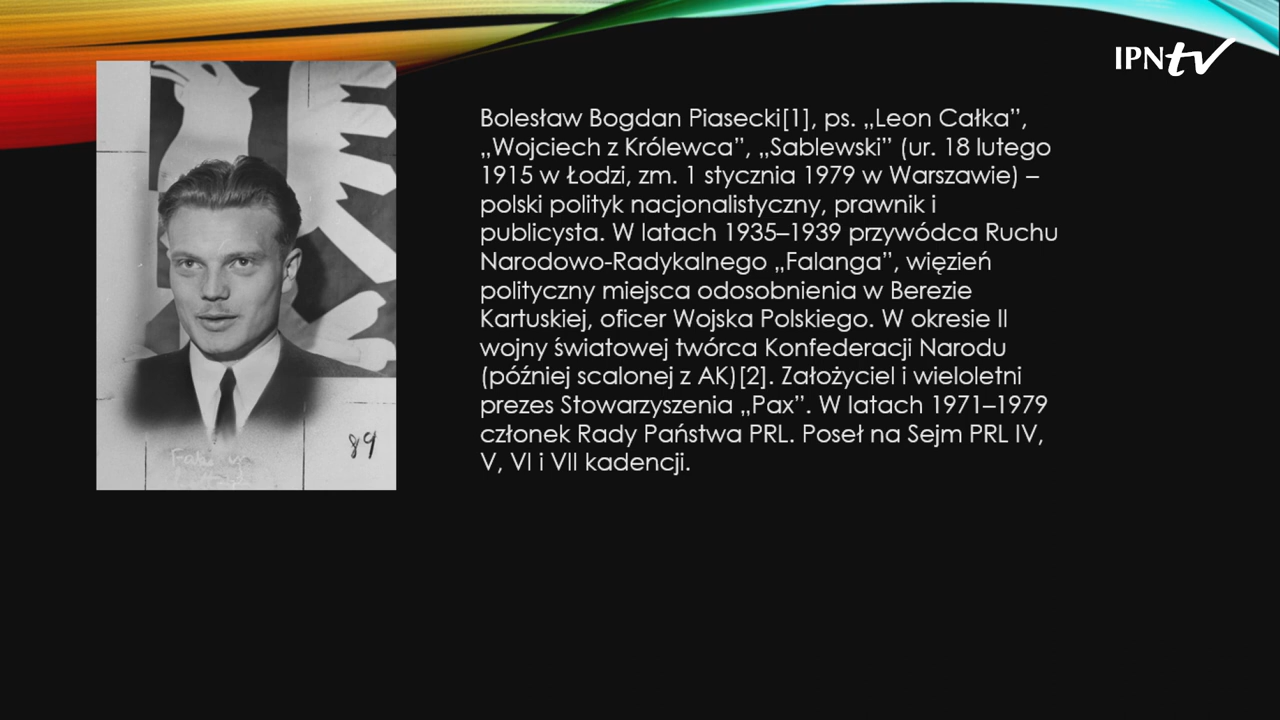 IPNtv
Bolesław Bogdan Piasecki[1], ps. „Leon Całka”,
„Wojciech z Królewca”, „Sablewski” (ur. 18 lutego
1915 w Łodzi, zm. 1 stycznia 1979 w Warszawie) –
polski polityk nacjonalistyczny, prawnik i
publicysta. W latach 1935–1939 przywódca Ruchu
Narodowo-Radykalnego „Falanga”, więzień
polityczny miejsca odosobnienia w Berezie
Kartuskiej, oficer Wojska Polskiego. W okresie II
wojny światowej twórca Konfederacji Narodu
(później scalonej z AK)[2]. Założyciel i wieloletni
prezes Stowarzyszenia „Pax”. W latach 1971–1979
członek Rady Państwa PRL. Poseł na Sejm PRL IV,
V, VI i VII kadencji.
89